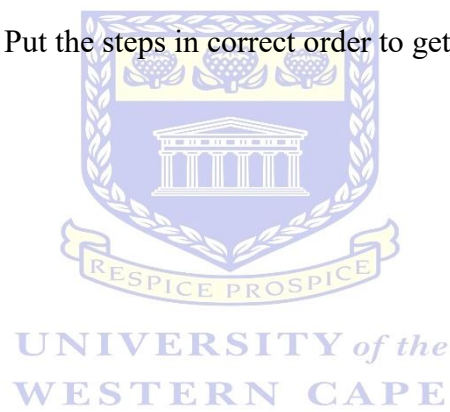 Put the steps in correct order to get
RESPICE PROSPICE
UNIVERSITY of the
WESTERN CAPE